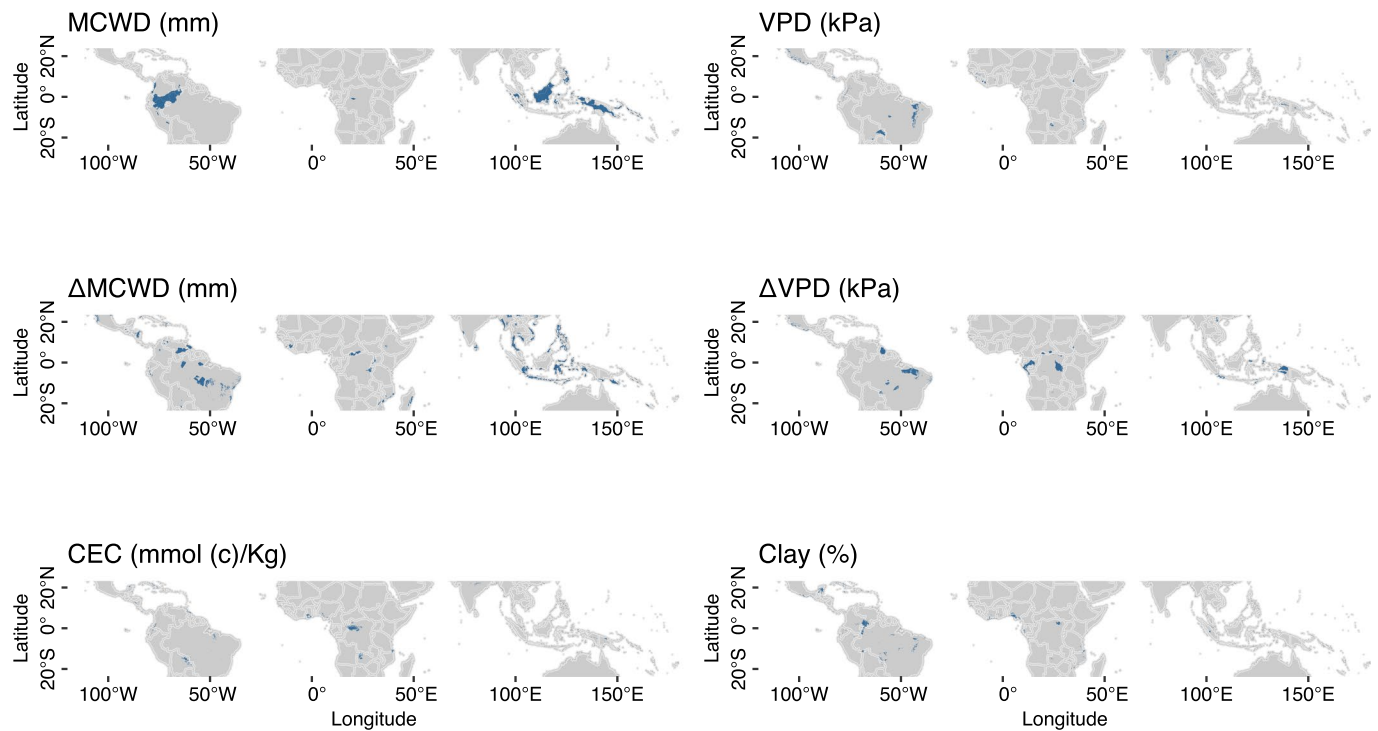 MCWD (mm)
Latitude
20°N
0°
20°S
100°W 50°W 0° 50°E 100°E 150°E
VPD (kPa)
Latitude
20°N
0°
20°S
100°W 50°W 0° 50°E 100°E 150°E
ΔMCWD (mm)
Latitude
20°N
0°
20°S
100°W 50°W 0° 50°E 100°E 150°E
ΔVPD (kPa)
Latitude
20°N
0°
20°S
100°W 50°W 0° 50°E 100°E 150°E
CEC (mmol (c)/Kg)
Latitude
20°N
0°
20°S
100°W 50°W 0° 50°E 100°E 150°E
Longitude
Clay (%)
Latitude
20°N
0°
20°S
100°W 50°W 0° 50°E 100°E 150°E
Longitude